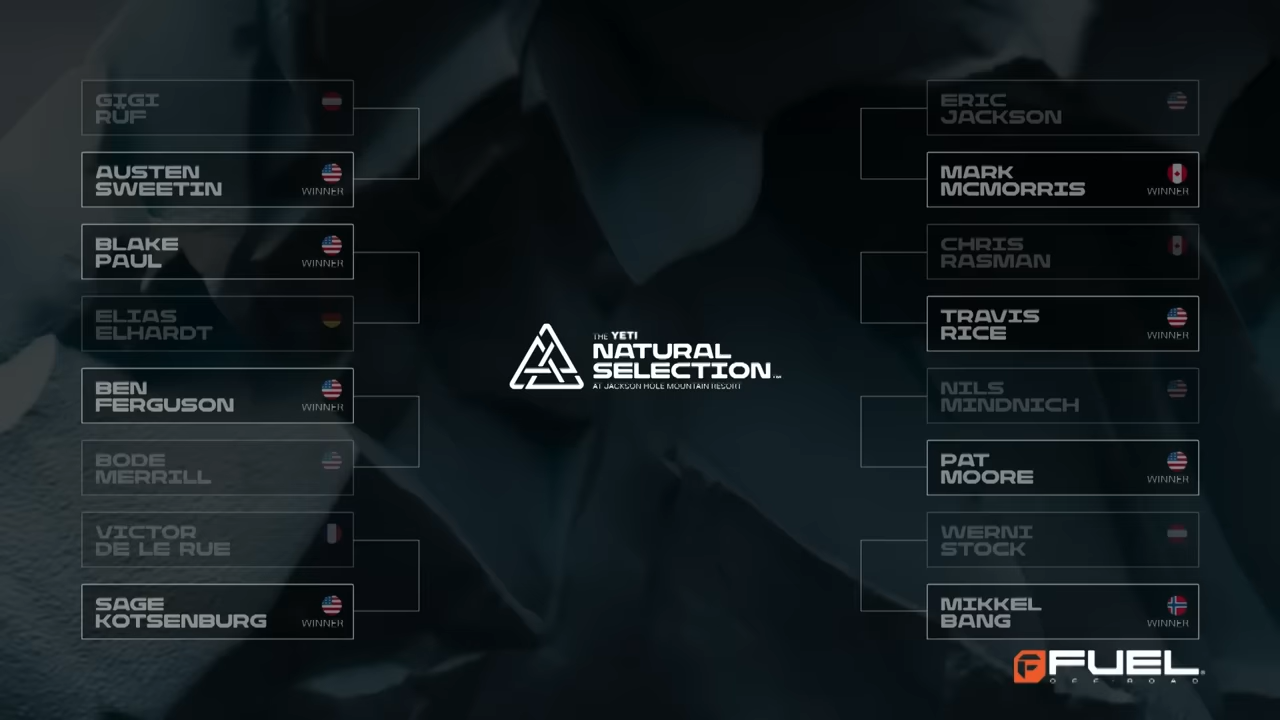 GIGI
RÜF
AUSTEN
SWEETIN
WINNER
BLAKE
PAUL
WINNER
ELIAS
ELHARDT
BEN
FERGUSON
WINNER
BODE
MERRILL
VICTOR
DE LE RUE
SAGE
KOTSENBURG
WINNER
THE YETI
NATURAL
SELECTION
AT JACKSON HOLE MOUNTAIN RESORT
ERIC
JACKSON
MARK
MCMORRIS
WINNER
CHRIS
RASMAN
TRAVIS
RICE
WINNER
NILS
MINDNICH
PAT
MOORE
WINNER
WERNI
STOCK
MIKKEL
BANG
WINNER
FUEL
OFF-ROAD